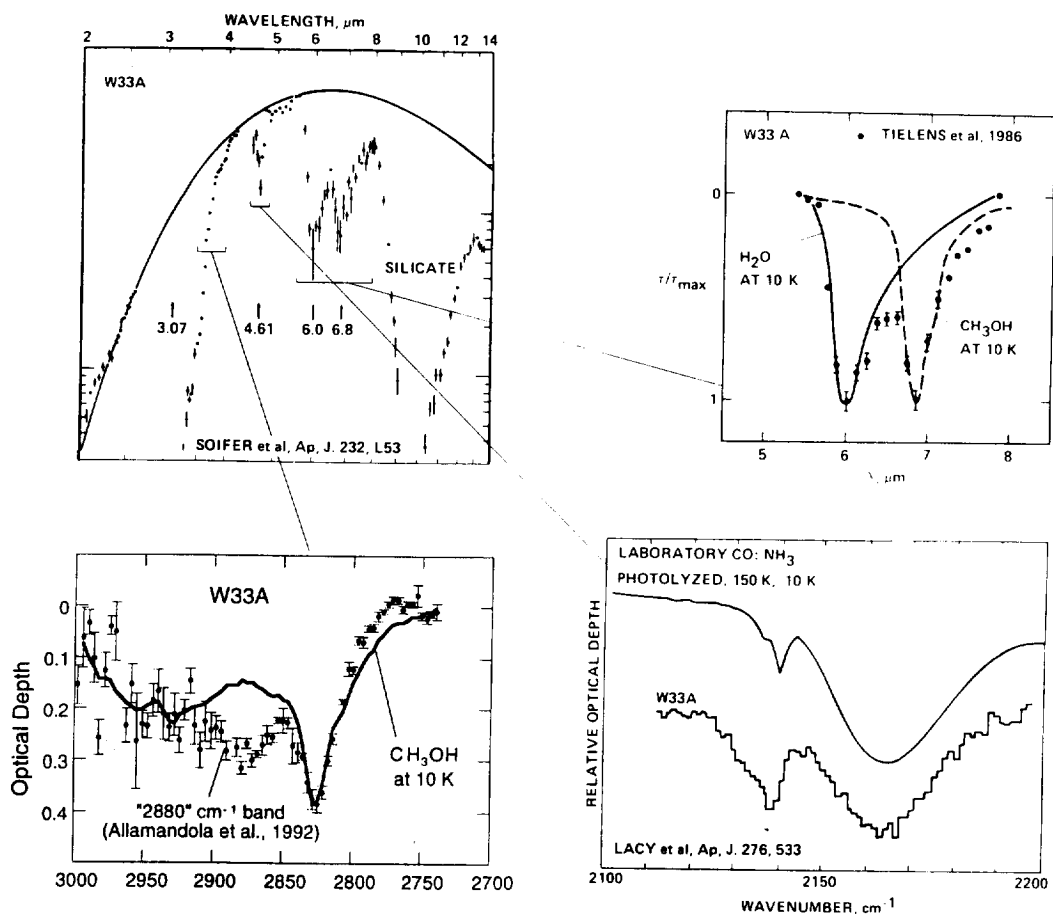 WAVELENGTH, μm
2 3 4 5 6 7 8 10 12 14
W33A
SILICATE
3.07 4.61 6.0 6.8
SOIFER et al, Ap, J. 232, L53
W33 A • TIELENS et al, 1986
0
H₂O
AT 10 K
τ/τmax
CH₃OH
AT 10 K
1
5 6 7 8
λ, μm
W33A
0
0.1
0.2
0.3
0.4
Optical Depth
CH₃OH
at 10 K
"2880" cm⁻¹ band
(Allamandola et al., 1992)
3000 2950 2900 2850 2800 2750 2700
LABORATORY CO: NH₃
PHOTOLYZED, 150 K, 10 K
W33A
RELATIVE OPTICAL DEPTH
LACY et al, Ap, J. 276, 533
2100 2150 2200
WAVENUMBER, cm⁻¹